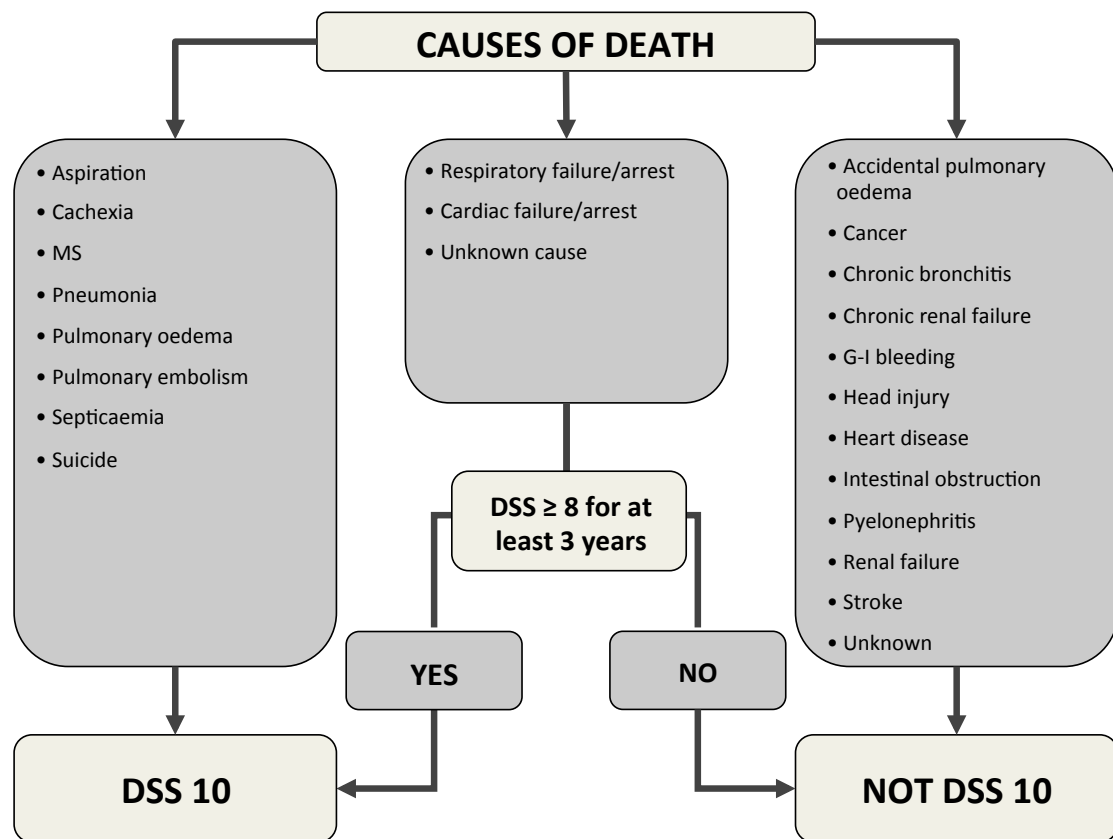 CAUSES OF DEATH
• Aspiration
• Cachexia
• MS
• Pneumonia
• Pulmonary oedema
• Pulmonary embolism
• Septicaemia
• Suicide
• Respiratory failure/arrest
• Cardiac failure/arrest
• Unknown cause
• Accidental pulmonary
oedema
• Cancer
• Chronic bronchitis
• Chronic renal failure
• G-I bleeding
• Head injury
• Heart disease
• Intestinal obstruction
• Pyelonephritis
• Renal failure
• Stroke
• Unknown
DSS ≥ 8 for at
least 3 years
YES
NO
DSS 10
NOT DSS 10